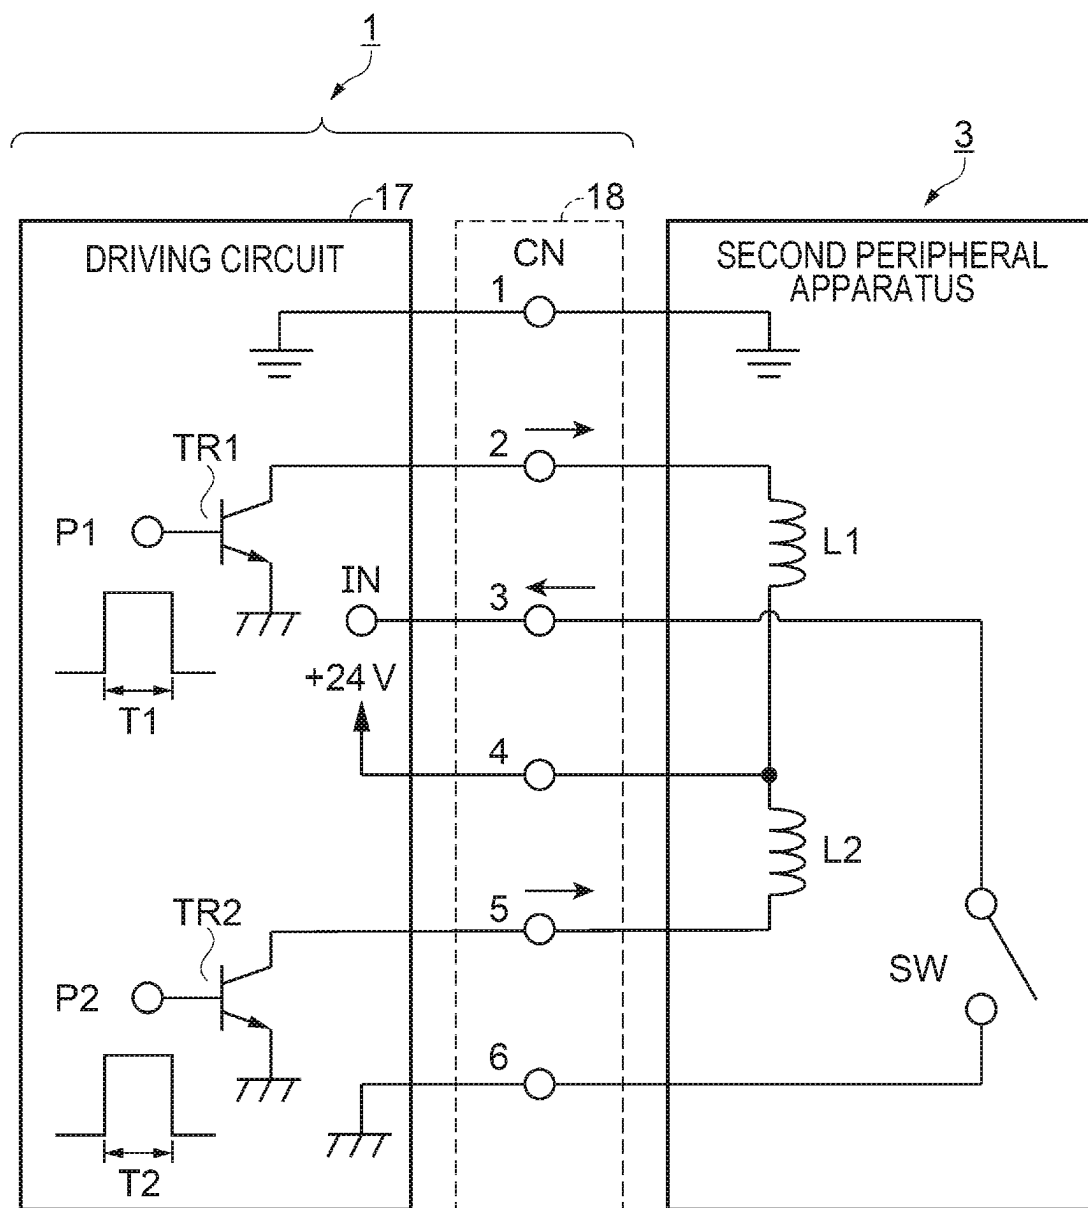 1
3
17
18
DRIVING CIRCUIT
CN
SECOND PERIPHERAL
APPARATUS
1
2
TR1
P1
L1
IN
3
+24 V
T1
4
L2
5
TR2
SW
P2
6
T2